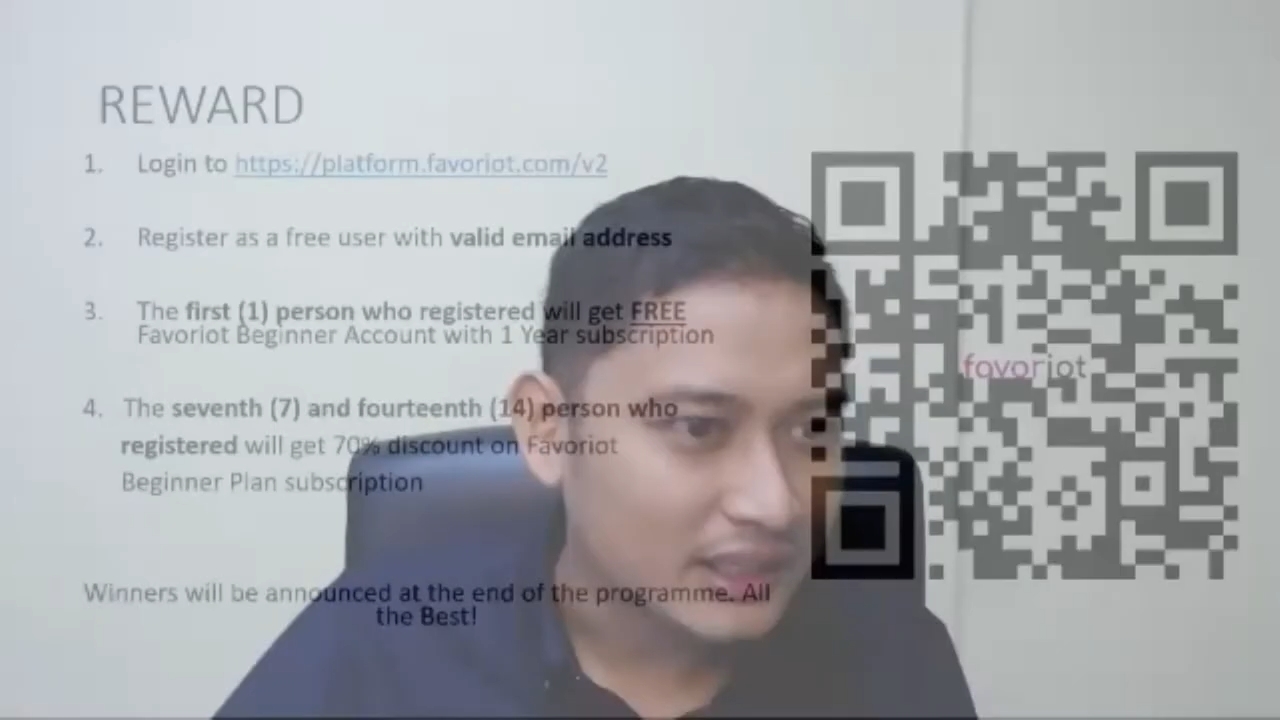 REWARD
1. Login to https://platform.favoriot.com/v2
2. Register as a free user with valid email address
3. The first (1) person who registered will get FREE
Favoriot Beginner Account with 1 Year subscription
4. The seventh (7) and fourteenth (14) person who
registered will get 70% discount on Favoriot
Beginner Plan subscription
Winners will be announced at the end of the programme. All
the Best!
favoriot